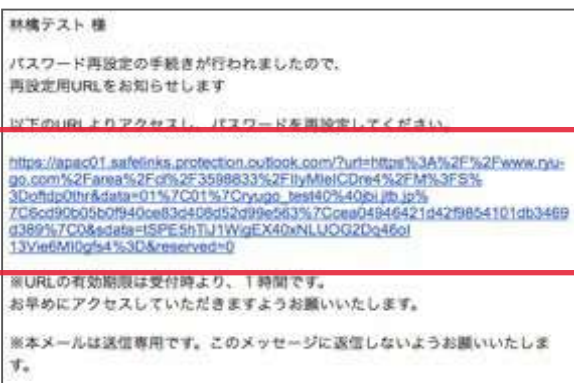 林檎テスト 様
パスワード再設定の手続きが行われましたので、
再設定用URLをお知らせします
以下のURLよりアクセスし、パスワードを再設定してください。
https://apac01.safelinks.protection.outlook.com/?url=https%3A%2F%2Fwww.ryu-
go.com%2Farea%2Fcf%2F3598833%2FIlyMIeICDre4%2FM%3FS%
3Doftdp0thr&data=01%7C01%7Cryugo_test40%40jbi.jtb.jp%
7C6cd90b05b0f940ce83d408d52d99e563%7Ccea04946421d42f9854101db3469
d389%7C0&sdata=tSPE5hTiJ1WigEX40xNLUOG2Dq46oI
13Vie6MI0gfs4%3D&reserved=0
※URLの有効期限は受付時より、1時間です。
お早めにアクセスしていただきますようお願いいたします。
※本メールは送信専用です。このメッセージに返信しないようお願いいたしま
す。